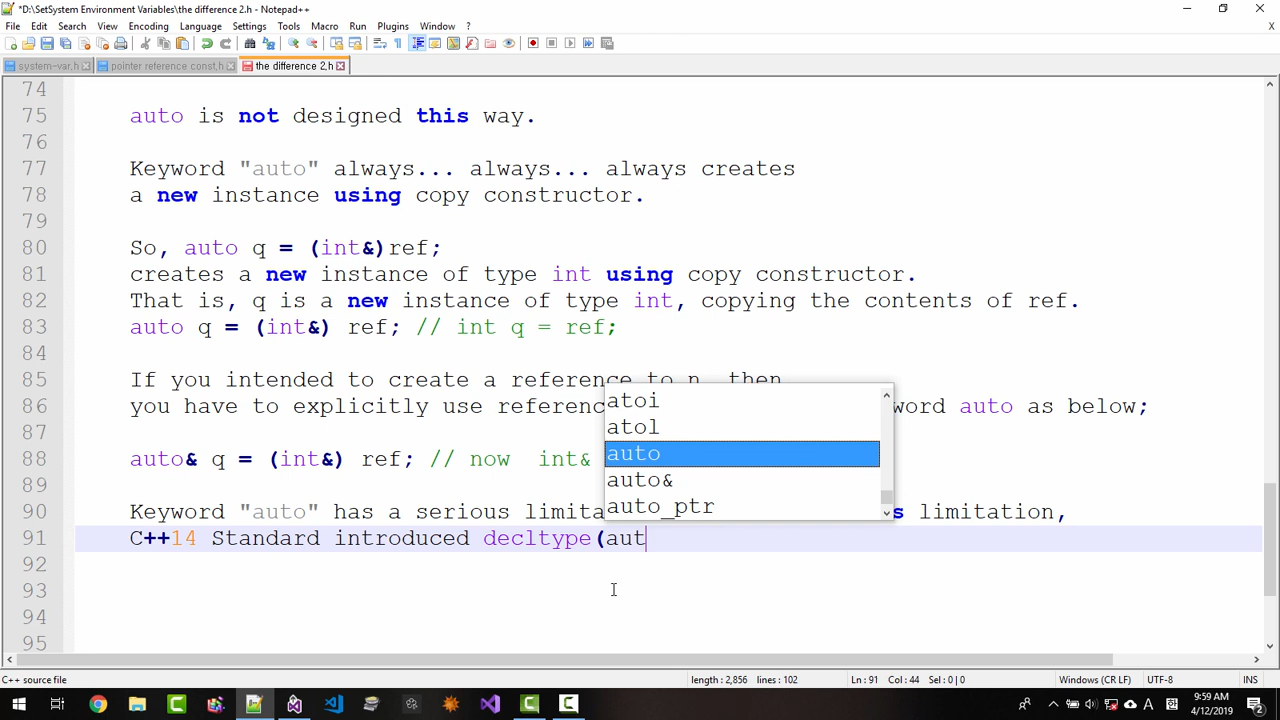 *D:\SetSystem Environment Variables\the difference 2.h - Notepad++
File Edit Search View Encoding Language Settings Tools Macro Run Plugins Window ?
X
system-var.h pointer reference const.h the difference 2.h
74
75 auto is not designed this way.
76
77 Keyword "auto" always... always... always creates
78 a new instance using copy constructor.
79
80 So, auto q = (int&)ref;
81 creates a new instance of type int using copy constructor.
82 That is, q is a new instance of type int, copying the contents of ref.
83 auto q = (int&) ref; // int q = ref;
84
85 If you intended to create a reference to n, then
86 you have to explicitly use referenc word auto as below;
87
88 auto& q = (int&) ref; // now int&
89
90 Keyword "auto" has a serious limita s limitation,
91 C++14 Standard introduced decltype(aut
92
93
94
95
atoi
atol
auto
auto&
auto_ptr
C++ source file length : 2,856 lines : 102 Ln : 91 Col : 44 Sel : 0 | 0 Windows (CR LF) UTF-8 INS
9:59 AM
4/12/2019